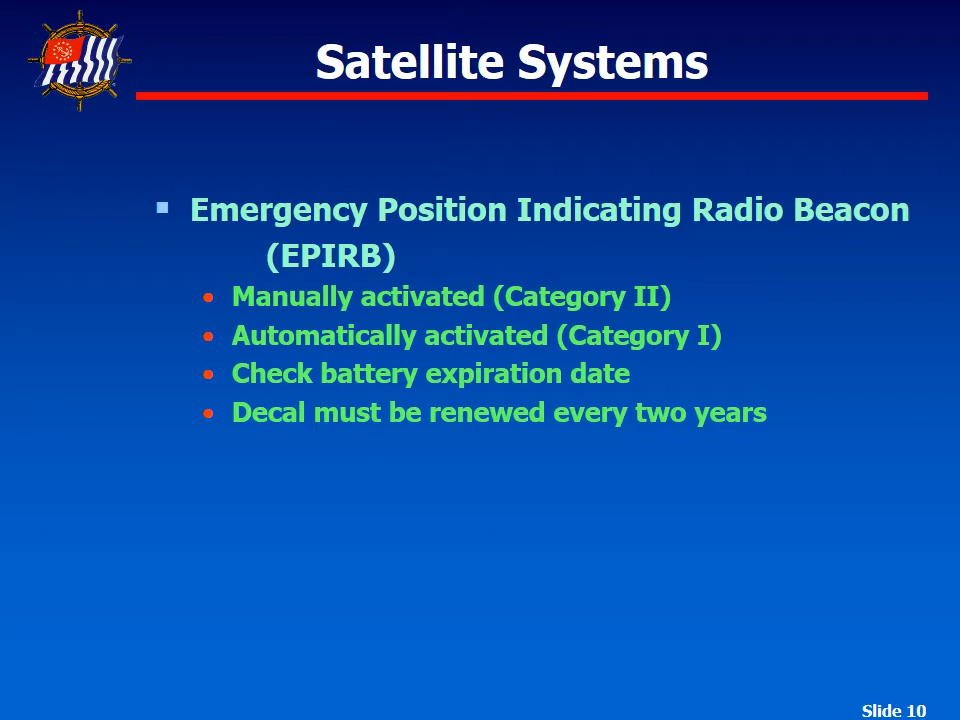 Satellite Systems
▪ Emergency Position Indicating Radio Beacon
(EPIRB)
• Manually activated (Category II)
• Automatically activated (Category I)
• Check battery expiration date
• Decal must be renewed every two years
Slide 10